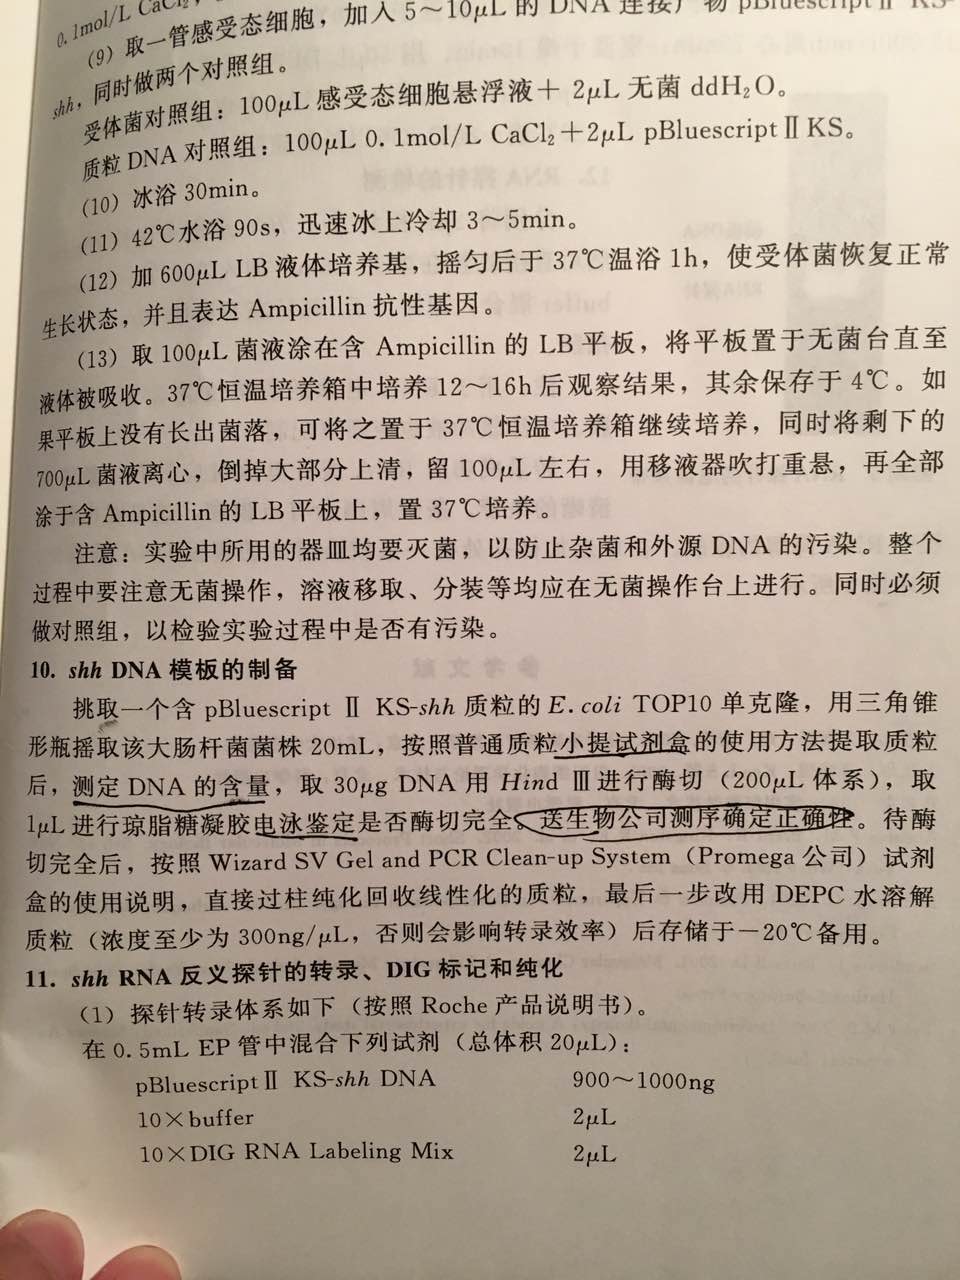 0.1mol/L CaCl₂，
(9) 取一管感受态细胞，加入 5～10μL 的 DNA 连接产物 pBluescript Ⅱ KS-
shh，同时做两个对照组。
受体菌对照组：100μL 感受态细胞悬浮液＋ 2μL 无菌 ddH₂O。
质粒 DNA 对照组：100μL 0.1mol/L CaCl₂＋2μL pBluescript Ⅱ KS。
(10) 冰浴 30min。
(11) 42℃水浴 90s，迅速冰上冷却 3～5min。
(12) 加 600μL LB 液体培养基，摇匀后于 37℃温浴 1h，使受体菌恢复正常
生长状态，并且表达 Ampicillin 抗性基因。
(13) 取 100μL 菌液涂在含 Ampicillin 的 LB 平板，将平板置于无菌台直至
液体被吸收。37℃恒温培养箱中培养 12～16h 后观察结果，其余保存于 4℃。如
果平板上没有长出菌落，可将之置于 37℃恒温培养箱继续培养，同时将剩下的
700μL 菌液离心，倒掉大部分上清，留 100μL 左右，用移液器吹打重悬，再全部
涂于含 Ampicillin 的 LB 平板上，置 37℃培养。
注意：实验中所用的器皿均要灭菌，以防止杂菌和外源 DNA 的污染。整个
过程中要注意无菌操作，溶液移取、分装等均应在无菌操作台上进行。同时必须
做对照组，以检验实验过程中是否有污染。
10. shh DNA 模板的制备
挑取一个含 pBluescript Ⅱ KS-shh 质粒的 E.coli TOP10 单克隆，用三角锥
形瓶摇取该大肠杆菌菌株 20mL，按照普通质粒小提试剂盒的使用方法提取质粒
后，测定 DNA 的含量，取 30μg DNA 用 Hind Ⅲ进行酶切（200μL 体系），取
1μL 进行琼脂糖凝胶电泳鉴定是否酶切完全。送生物公司测序确定正确性。待酶
切完全后，按照 Wizard SV Gel and PCR Clean-up System（Promega 公司）试剂
盒的使用说明，直接过柱纯化回收线性化的质粒，最后一步改用 DEPC 水溶解
质粒（浓度至少为 300ng/μL，否则会影响转录效率）后存储于－20℃备用。
11. shh RNA 反义探针的转录、DIG 标记和纯化
(1) 探针转录体系如下（按照 Roche 产品说明书）。
在 0.5mL EP 管中混合下列试剂（总体积 20μL）：
pBluescript Ⅱ KS-shh DNA 900～1000ng
10×buffer 2μL
10×DIG RNA Labeling Mix 2μL